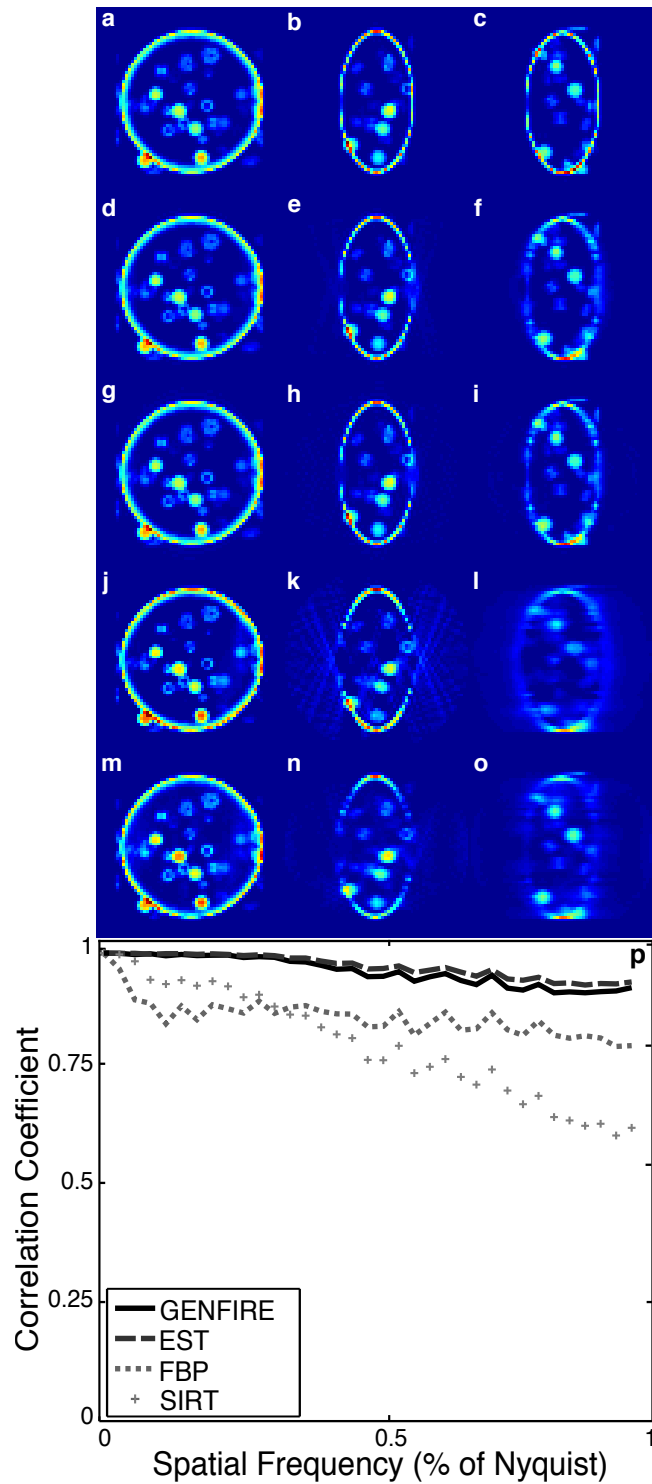 a b c
d e f
g h i
j k l
m n o
p
1
0.75
0.5
0.25
0
Correlation Coefficient
GENFIRE
EST
FBP
SIRT
0 0.5 1
Spatial Frequency (% of Nyquist)